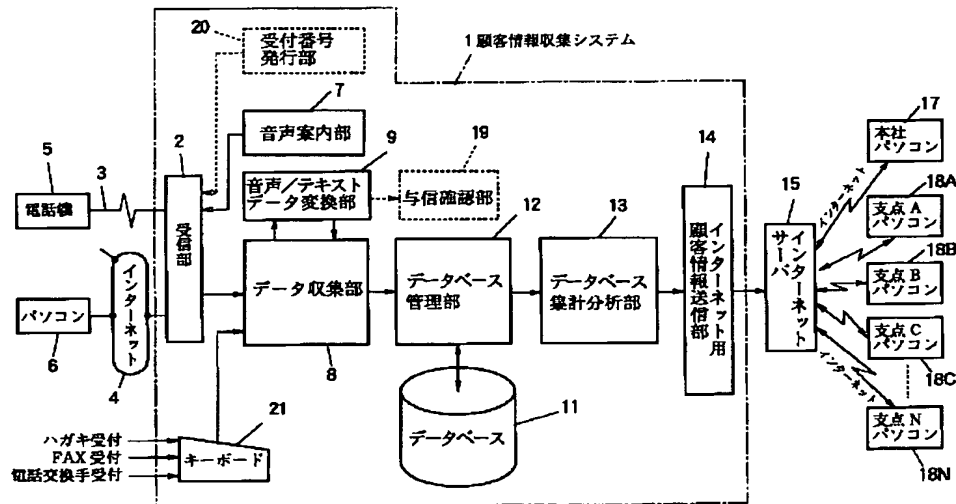 20
受付番号
発行部
1 顧客情報収集システム
7
音声案内部
17
本社
パソコン
5
3
2
9
19
14
電話機
受信部
音声/テキスト
データ変換部
与信確認部
15
インターネット
18A
支点A
パソコン
12
13
18B
支点B
パソコン
インターネット
データ収集部
データベース
管理部
データベース
集計分析部
インターネット用
顧客情報送信部
インターネット
サーバ
パソコン
支点C
パソコン
6
4
8
18C
インターネット
21
11
支点N
パソコン
18N
データベース
ハガキ受付
FAX受付
電話交換手受付
キーボード